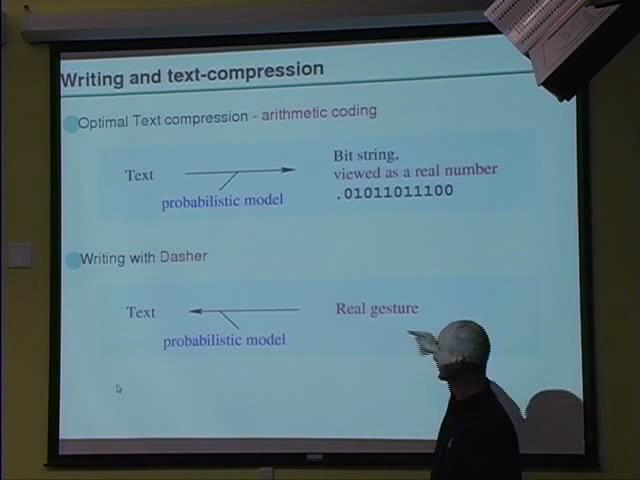 Writing and text-compression
Optimal Text compression - arithmetic coding
Text
Bit string,
viewed as a real number
.01011011100
probabilistic model
Writing with Dasher
Text
Real gesture
probabilistic model